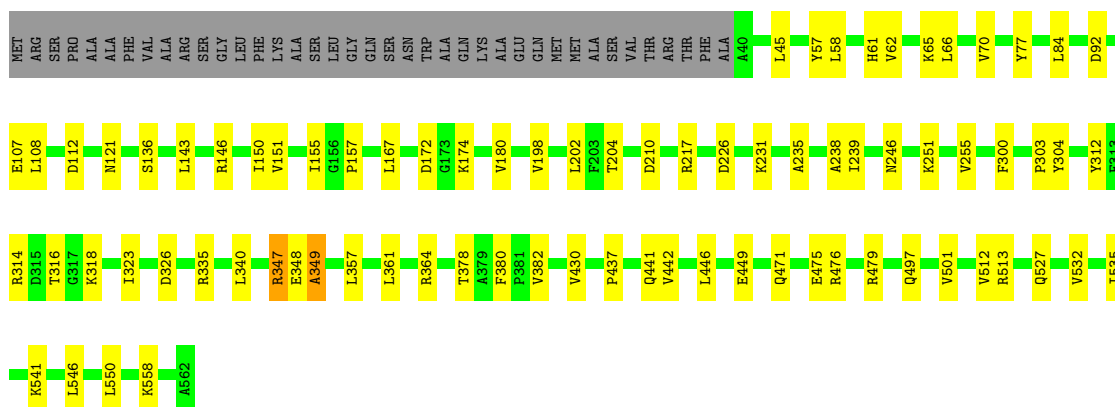 MET ARG SER PRO ALA ALA PHE VAL ALA ARG SER GLY LEU PHE LYS ALA SER LEU GLY GLN SER ASN TRP ALA GLN LYS ALA GLU GLN MET MET ALA SER VAL THR ARG THR PHE ALA A40 L45 Y57 L58 H61 V62 K65 L66 V70 Y77 L84 D92
E107 L108 D112 N121 S136 L143 R146 I150 V151 I155 G156 P157 L167 D172 G173 K174 V180 V198 L202 F203 T204 D210 R217 D226 K231 A235 A238 I239 N246 K251 V255 F300 P303 Y304 Y312
R314 D315 T316 G317 K318 I323 D326 R335 L340 R347 E348 A349 L357 L361 R364 T378 A379 F380 P381 V382 V430 P437 Q441 V442 L446 E449 Q471 E475 R476 R479 Q497 V501 V512 R513 Q527 V532
K541 L546 L550 K558 A562